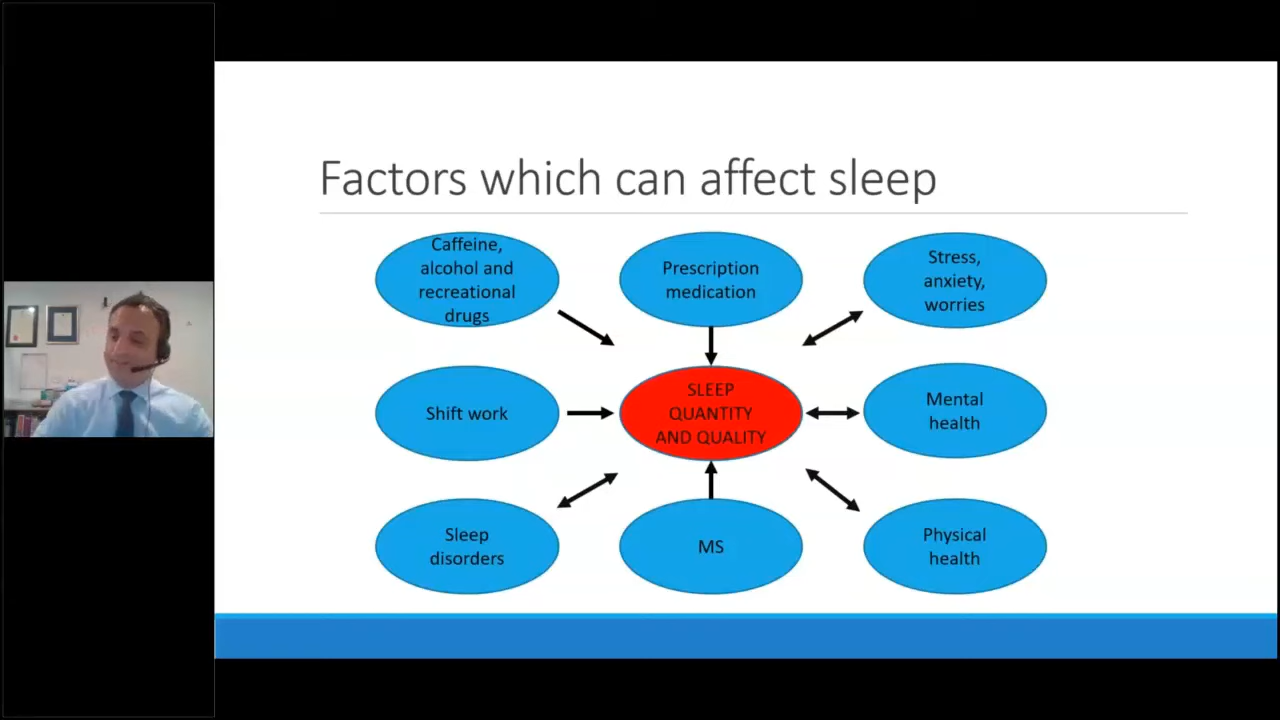 Factors which can affect sleep
Caffeine,
alcohol and
recreational
drugs
Prescription
medication
Stress,
anxiety,
worries
Shift work
SLEEP
QUANTITY
AND QUALITY
Mental
health
Sleep
disorders
MS
Physical
health